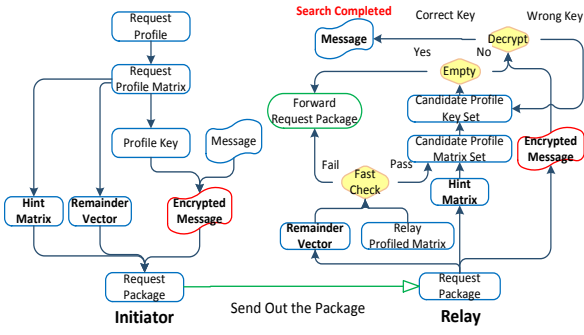 Request
Profile
Request
Profile Matrix
Profile Key
Message
Hint
Matrix
Remainder
Vector
Encrypted
Message
Request
Package
Initiator
Send Out the Package
Search Completed
Message
Correct Key
Wrong Key
Decrypt
Yes
No
Empty
Forward
Request Package
Candidate Profile
Key Set
Candidate Profile
Matrix Set
Encrypted
Message
Fail
Pass
Fast
Check
Hint
Matrix
Remainder
Vector
Relay
Profiled Matrix
Request
Package
Relay